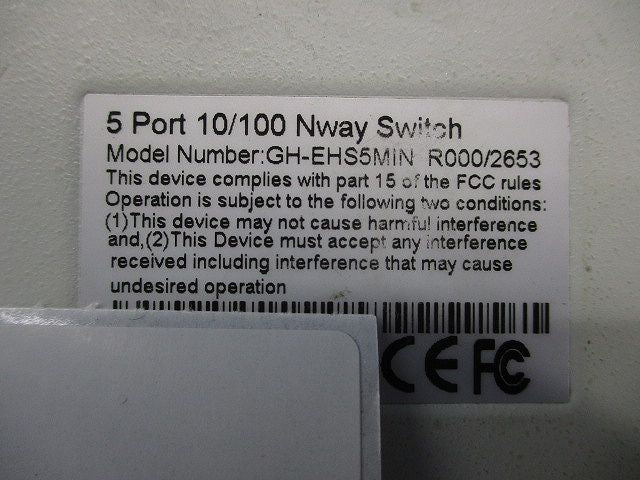 5 Port 10/100 Nway Switch
Model Number:GH-EHS5MIN R000/2653
This device complies with part 15 of the FCC rules
Operation is subject to the following two conditions:
(1)This device may not cause harmful interference
and,(2)This Device must accept any interference
received including interference that may cause
undesired operation
CE FC